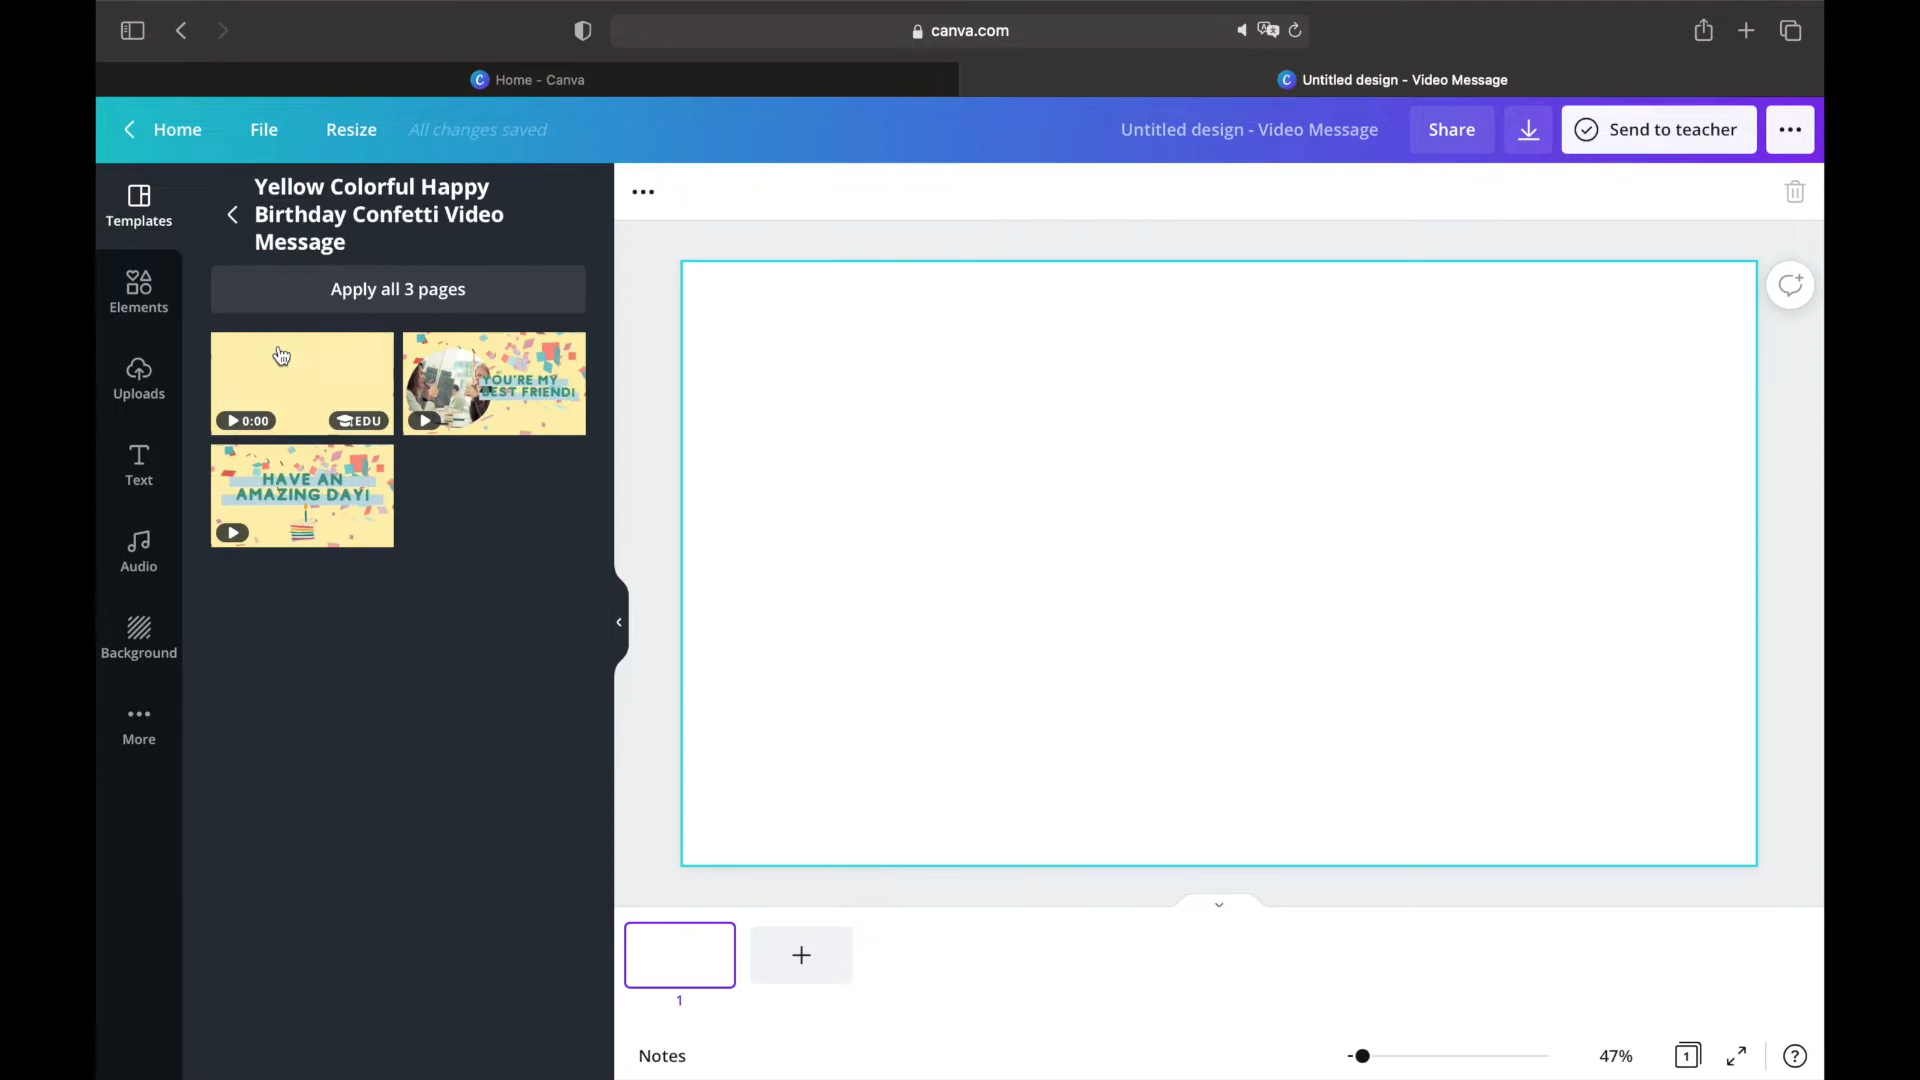 canva.com
Home - Canva
Untitled design - Video Message
Home
File
Resize
All changes saved
Untitled design - Video Message
Share
Send to teacher
Templates
Elements
Uploads
Text
Audio
Background
More
Yellow Colorful Happy
Birthday Confetti Video
Message
Apply all 3 pages
0:00
EDU
YOU'RE MY
BEST FRIEND!
HAVE AN
AMAZING DAY!
1
Notes
47%
1